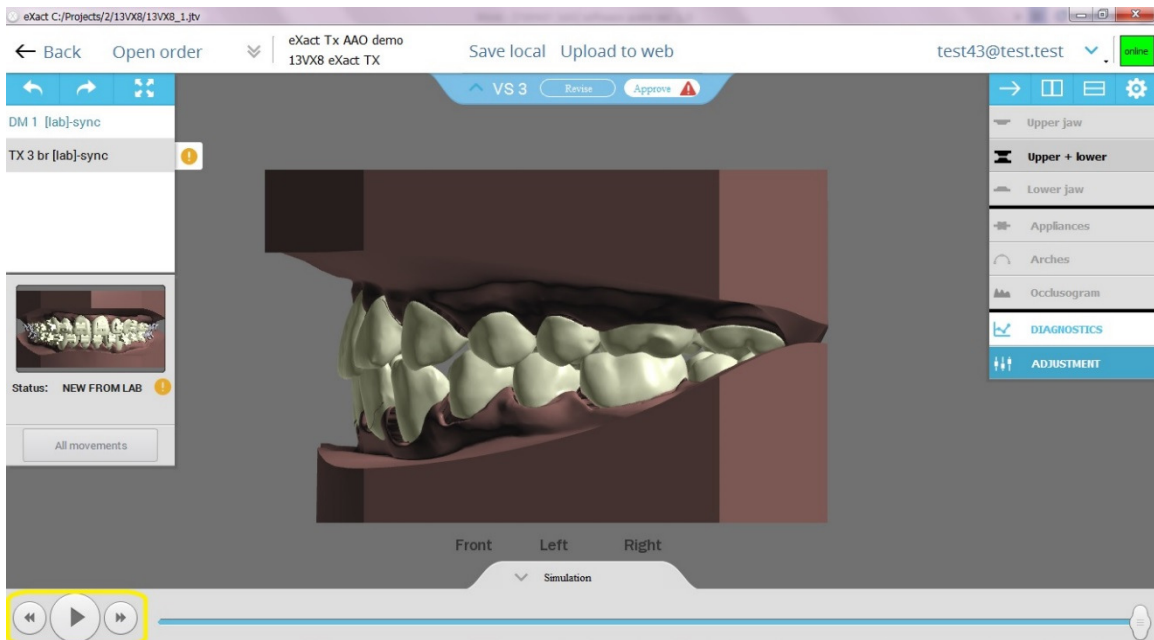 eXact C:/Projects/2/13VX8/13VX8_1.jtv
← Back Open order
eXact Tx AAO demo
13VX8 eXact TX
Save local Upload to web
test43@test.test
online
VS 3 Revise Approve
DM 1 [lab]-sync
TX 3 br [lab]-sync
Status: NEW FROM LAB
All movements
Upper jaw
Upper + lower
Lower jaw
Appliances
Arches
Occlusogram
DIAGNOSTICS
ADJUSTMENT
Front Left Right
Simulation